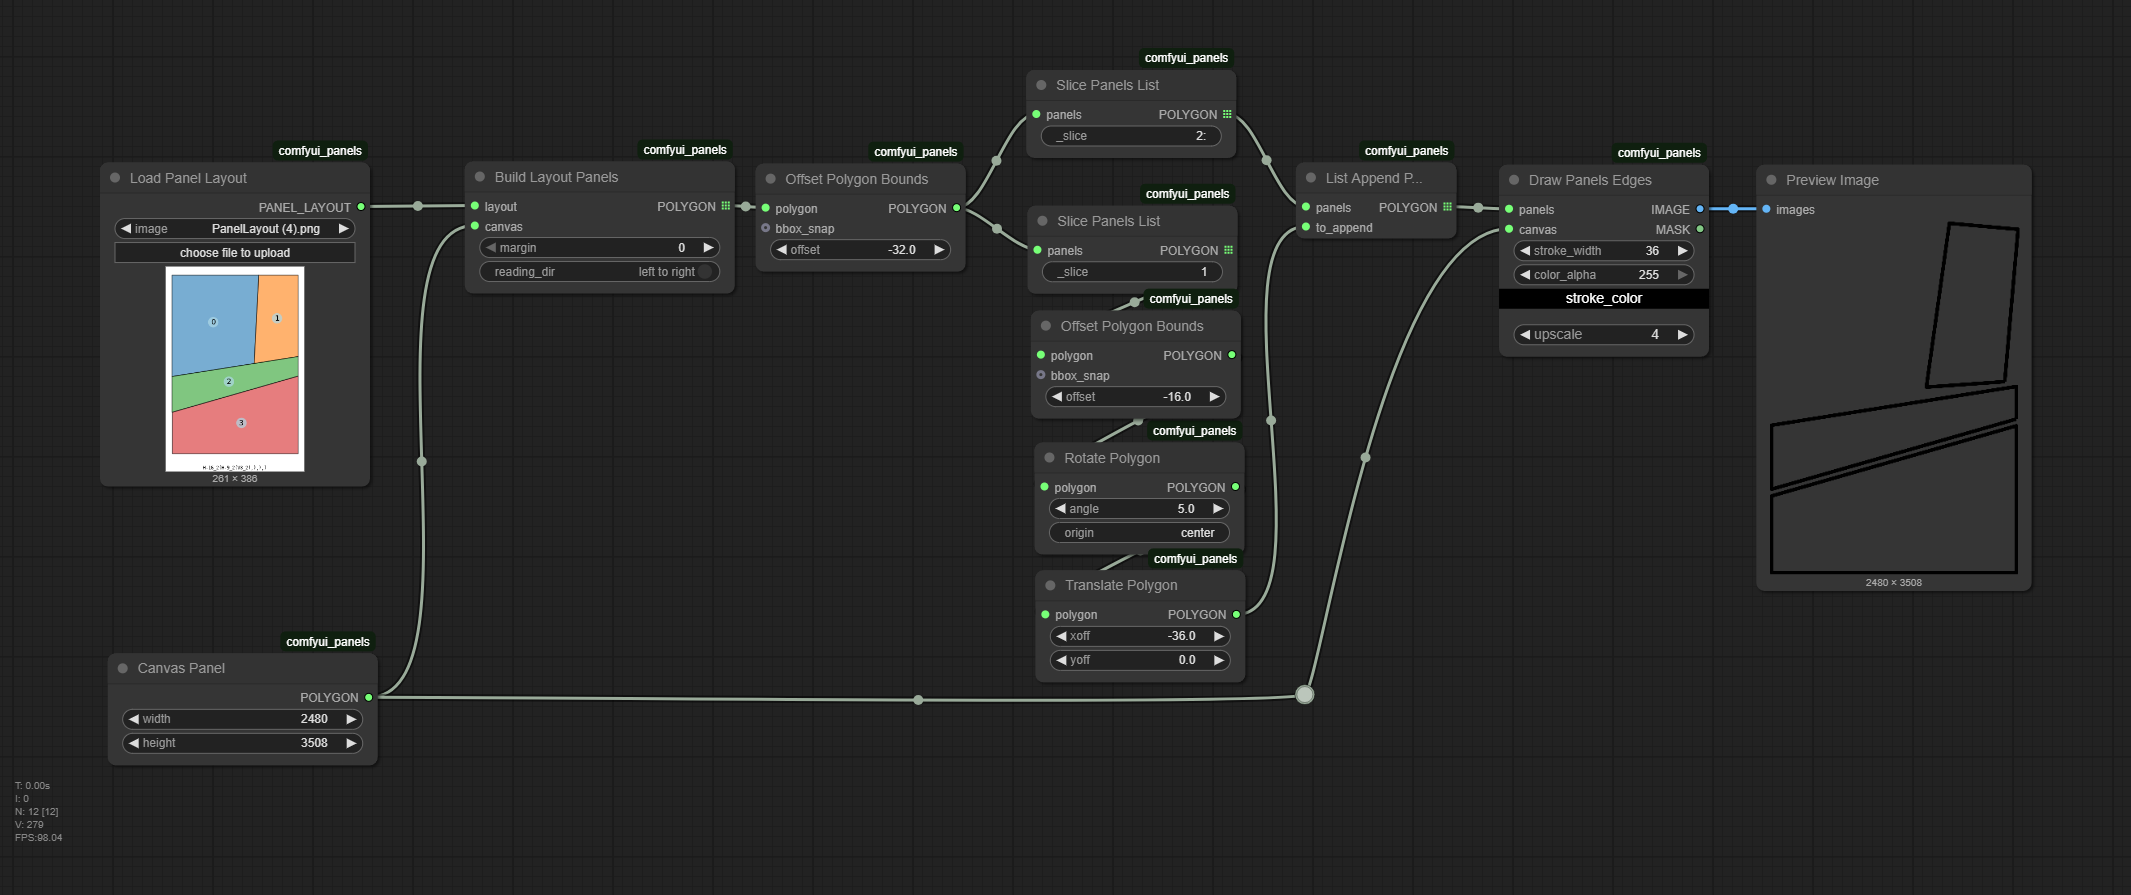 comfyui_panels
Load Panel Layout
PANEL_LAYOUT
image PanelLayout (4).png
choose file to upload
0
1
2
3
261 × 386
comfyui_panels
Build Layout Panels
layout POLYGON
canvas
margin 0
reading_dir left to right
comfyui_panels
Offset Polygon Bounds
polygon POLYGON
bbox_snap
offset -32.0
comfyui_panels
Slice Panels List
panels POLYGON
_slice 2:
comfyui_panels
Slice Panels List
panels POLYGON
_slice 1
comfyui_panels
Offset Polygon Bounds
polygon POLYGON
bbox_snap
offset -16.0
comfyui_panels
Rotate Polygon
polygon POLYGON
angle 5.0
origin center
comfyui_panels
Translate Polygon
polygon POLYGON
xoff -36.0
yoff 0.0
comfyui_panels
List Append P...
panels POLYGON
to_append
comfyui_panels
Draw Panels Edges
panels IMAGE
canvas MASK
stroke_width 36
color_alpha 255
stroke_color
upscale 4
Preview Image
images
2480 × 3508
comfyui_panels
Canvas Panel
POLYGON
width 2480
height 3508
T: 0.00s
I: 0
N: 12 [12]
V: 279
FPS:98.04